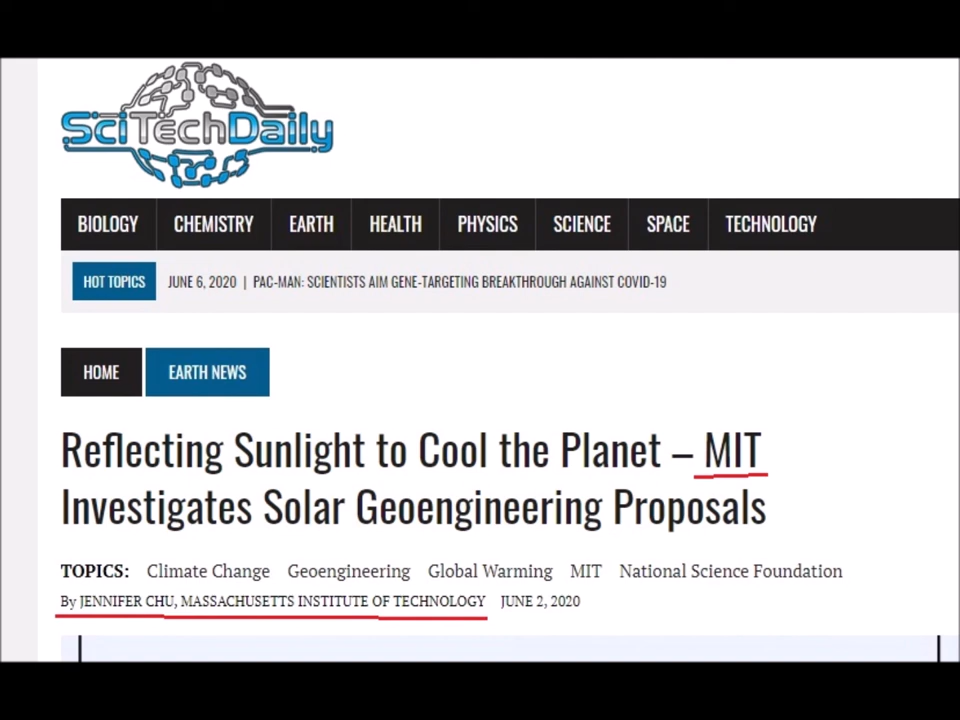 SciTechDaily
BIOLOGY CHEMISTRY EARTH HEALTH PHYSICS SCIENCE SPACE TECHNOLOGY
HOT TOPICS JUNE 6, 2020 | PAC-MAN: SCIENTISTS AIM GENE-TARGETING BREAKTHROUGH AGAINST COVID-19
HOME EARTH NEWS
Reflecting Sunlight to Cool the Planet – MIT
Investigates Solar Geoengineering Proposals
TOPICS: Climate Change Geoengineering Global Warming MIT National Science Foundation
By JENNIFER CHU, MASSACHUSETTS INSTITUTE OF TECHNOLOGY JUNE 2, 2020